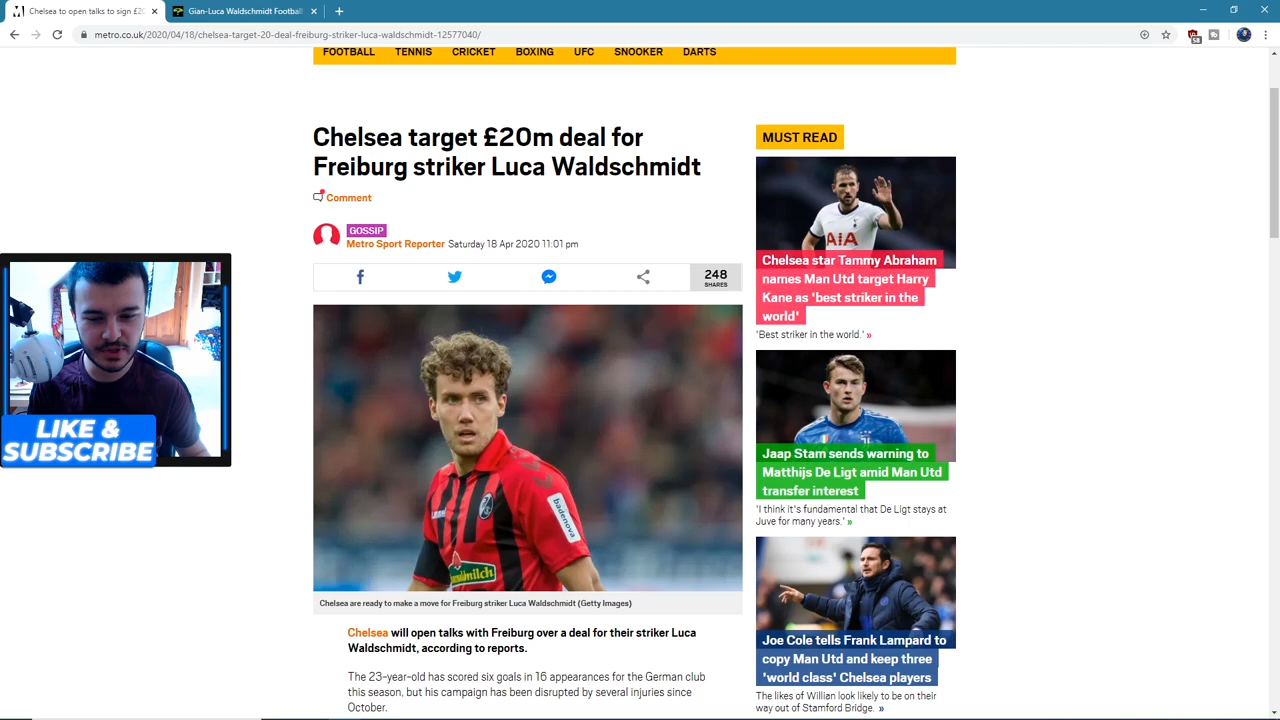 Chelsea to open talks to sign £20
Gian-Luca Waldschmidt Football
metro.co.uk/2020/04/18/chelsea-target-20-deal-freiburg-striker-luca-waldschmidt-12577040/
58
FOOTBALL TENNIS CRICKET BOXING UFC SNOOKER DARTS
Chelsea target £20m deal for
Freiburg striker Luca Waldschmidt
Comment
GOSSIP
Metro Sport Reporter Saturday 18 Apr 2020 11:01 pm
248
SHARES
badenova
Chelsea are ready to make a move for Freiburg striker Luca Waldschmidt (Getty Images)
Chelsea will open talks with Freiburg over a deal for their striker Luca
Waldschmidt, according to reports.
The 23-year-old has scored six goals in 16 appearances for the German club
this season, but his campaign has been disrupted by several injuries since
October.
MUST READ
AIA
Chelsea star Tammy Abraham
names Man Utd target Harry
Kane as 'best striker in the
world'
'Best striker in the world.' »
Jaap Stam sends warning to
Matthijs De Ligt amid Man Utd
transfer interest
'I think it's fundamental that De Ligt stays at
Juve for many years.' »
Joe Cole tells Frank Lampard to
copy Man Utd and keep three
'world class' Chelsea players
The likes of Willian look likely to be on their
way out of Stamford Bridge. »
LIKE &
SUBSCRIBE